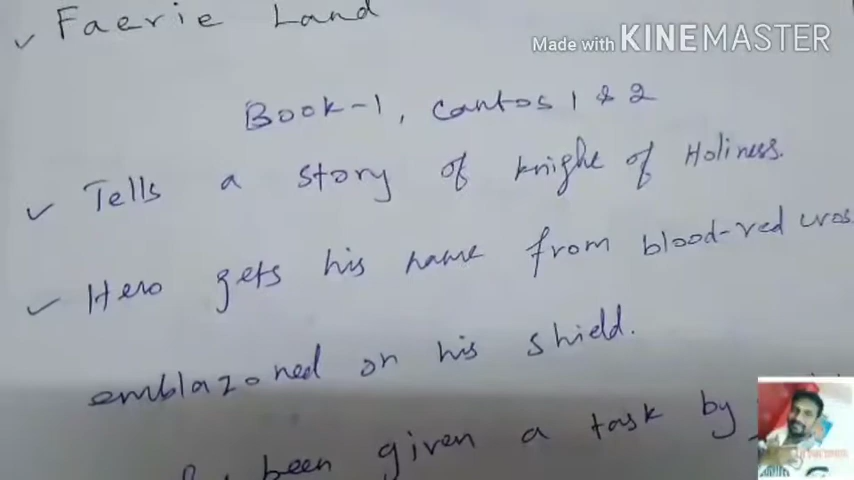 ✓ Faerie Land
Made with KINEMASTER
Book-1, Cantos 1 & 2
✓ Tells a story of knight of Holiness.
✓ Hero gets his name from blood-red cros
emblazoned on his shield.
been given a task by